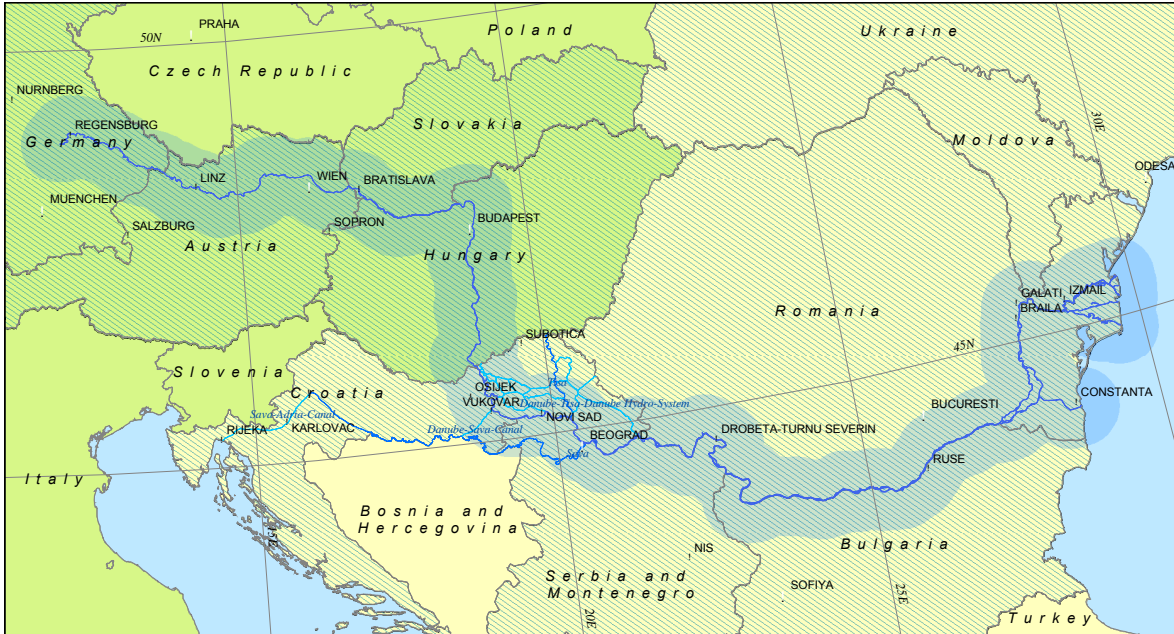 PRAHA
50N
Poland
Ukraine
Czech Republic
NURNBERG
30E
REGENSBURG
Germany
Slovakia
Moldova
ODESA
LINZ
WIEN
BRATISLAVA
MUENCHEN
SALZBURG
SOPRON
BUDAPEST
Austria
Hungary
GALATI
IZMAIL
BRAILA
Romania
SUBOTICA
45N
Slovenia
Croatia
OSIJEK
Tisa
CONSTANTA
VUKOVAR
Danube-Tisa-Danube Hydro-System
BUCURESTI
Sava-Adria-Canal
NOVI SAD
RIJEKA
KARLOVAC
Danube-Sava-Canal
BEOGRAD
DROBETA-TURNU SEVERIN
Sava
RUSE
Italy
Bosnia and
Hercegovina
15E
Bulgaria
NIS
Serbia and
Montenegro
SOFIYA
25E
20E
Turkey